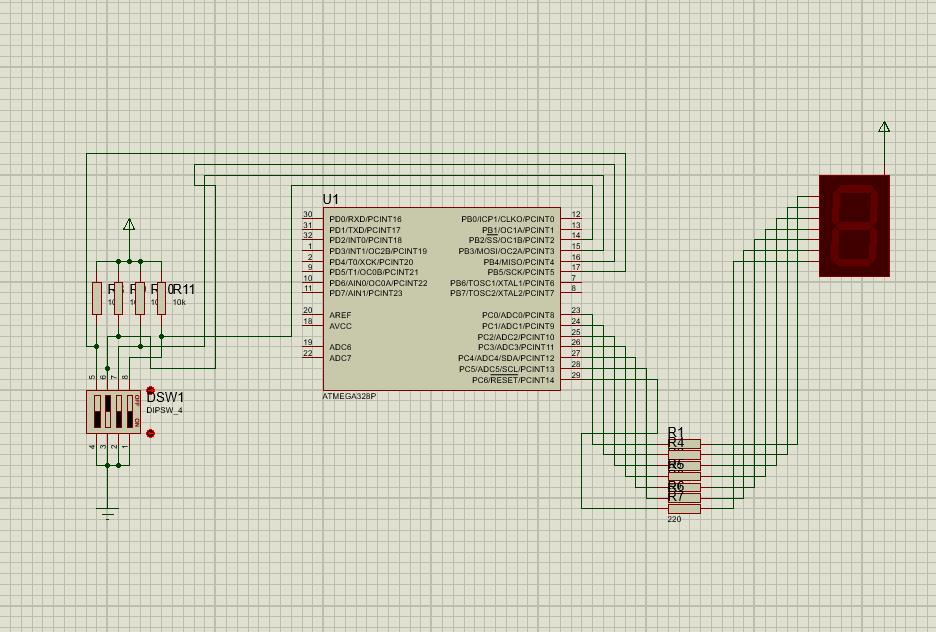 U1
30
PD0/RXD/PCINT16
31
PD1/TXD/PCINT17
32
PD2/INT0/PCINT18
1
PD3/INT1/OC2B/PCINT19
2
PD4/T0/XCK/PCINT20
9
PD5/T1/OC0B/PCINT21
10
PD6/AIN0/OC0A/PCINT22
11
PD7/AIN1/PCINT23
20
AREF
18
AVCC
19
ADC6
22
ADC7
PB0/ICP1/CLKO/PCINT0
12
PB1/OC1A/PCINT1
13
PB2/SS/OC1B/PCINT2
14
PB3/MOSI/OC2A/PCINT3
15
PB4/MISO/PCINT4
16
PB5/SCK/PCINT5
17
PB6/TOSC1/XTAL1/PCINT6
7
PB7/TOSC2/XTAL2/PCINT7
8
PC0/ADC0/PCINT8
23
PC1/ADC1/PCINT9
24
PC2/ADC2/PCINT10
25
PC3/ADC3/PCINT11
26
PC4/ADC4/SDA/PCINT12
27
PC5/ADC5/SCL/PCINT13
28
PC6/RESET/PCINT14
29
ATMEGA328P
R11
10k
5
6
7
8
OFF
ON
DSW1
DIPSW_4
4
3
2
1
R1
R4
R6
R7
220